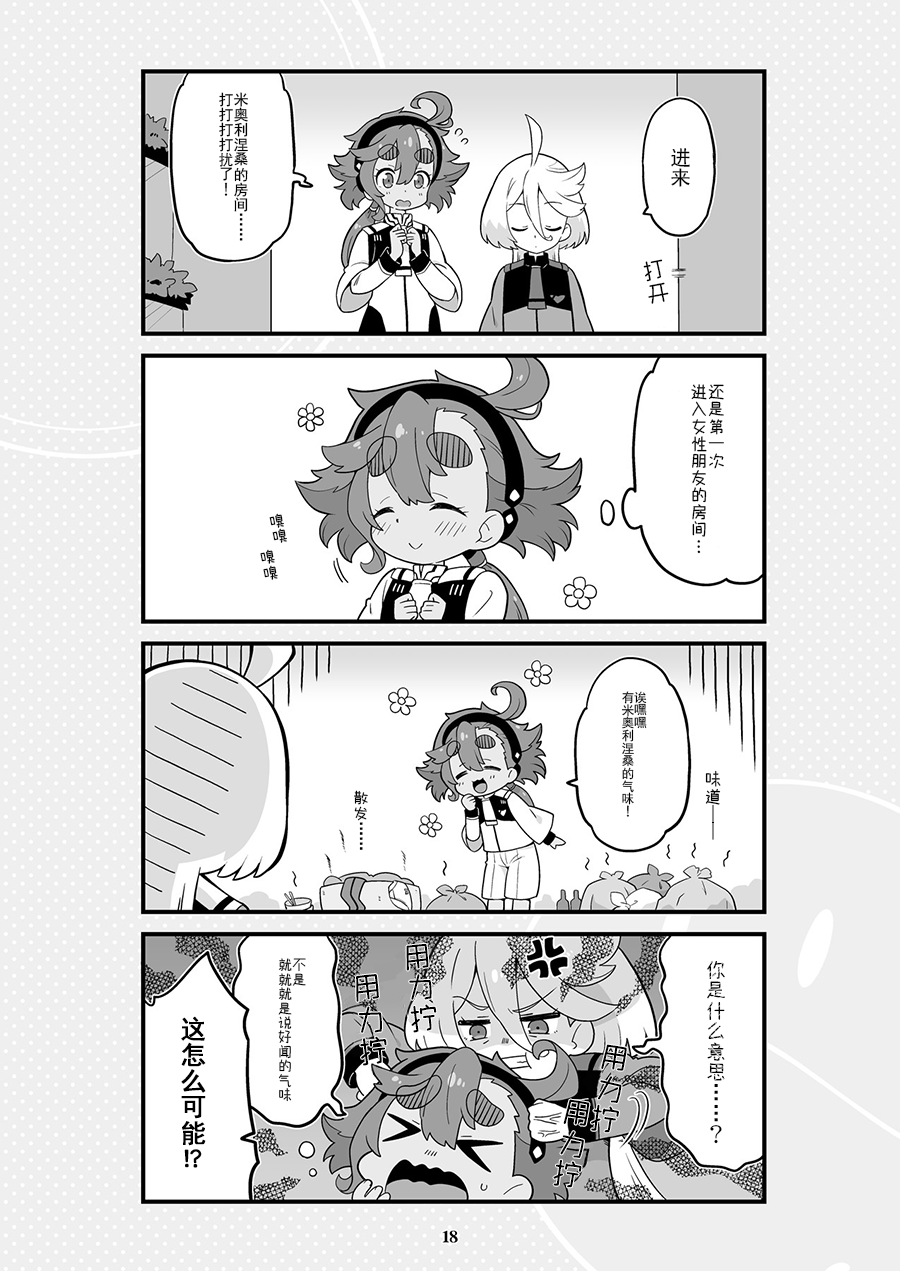 进来
打开
米奥利涅桑的房间……
打打打打扰了！
还是第一次
进入女性朋友的房间…
嗅嗅
嗅嗅
味道——
诶嘿嘿
有米奥利涅桑的气味！
散发……
你是什么意思……？
用力拧
用力拧
用力拧
用力拧
不是
就就就是说好闻的气味
这怎么可能!?
18